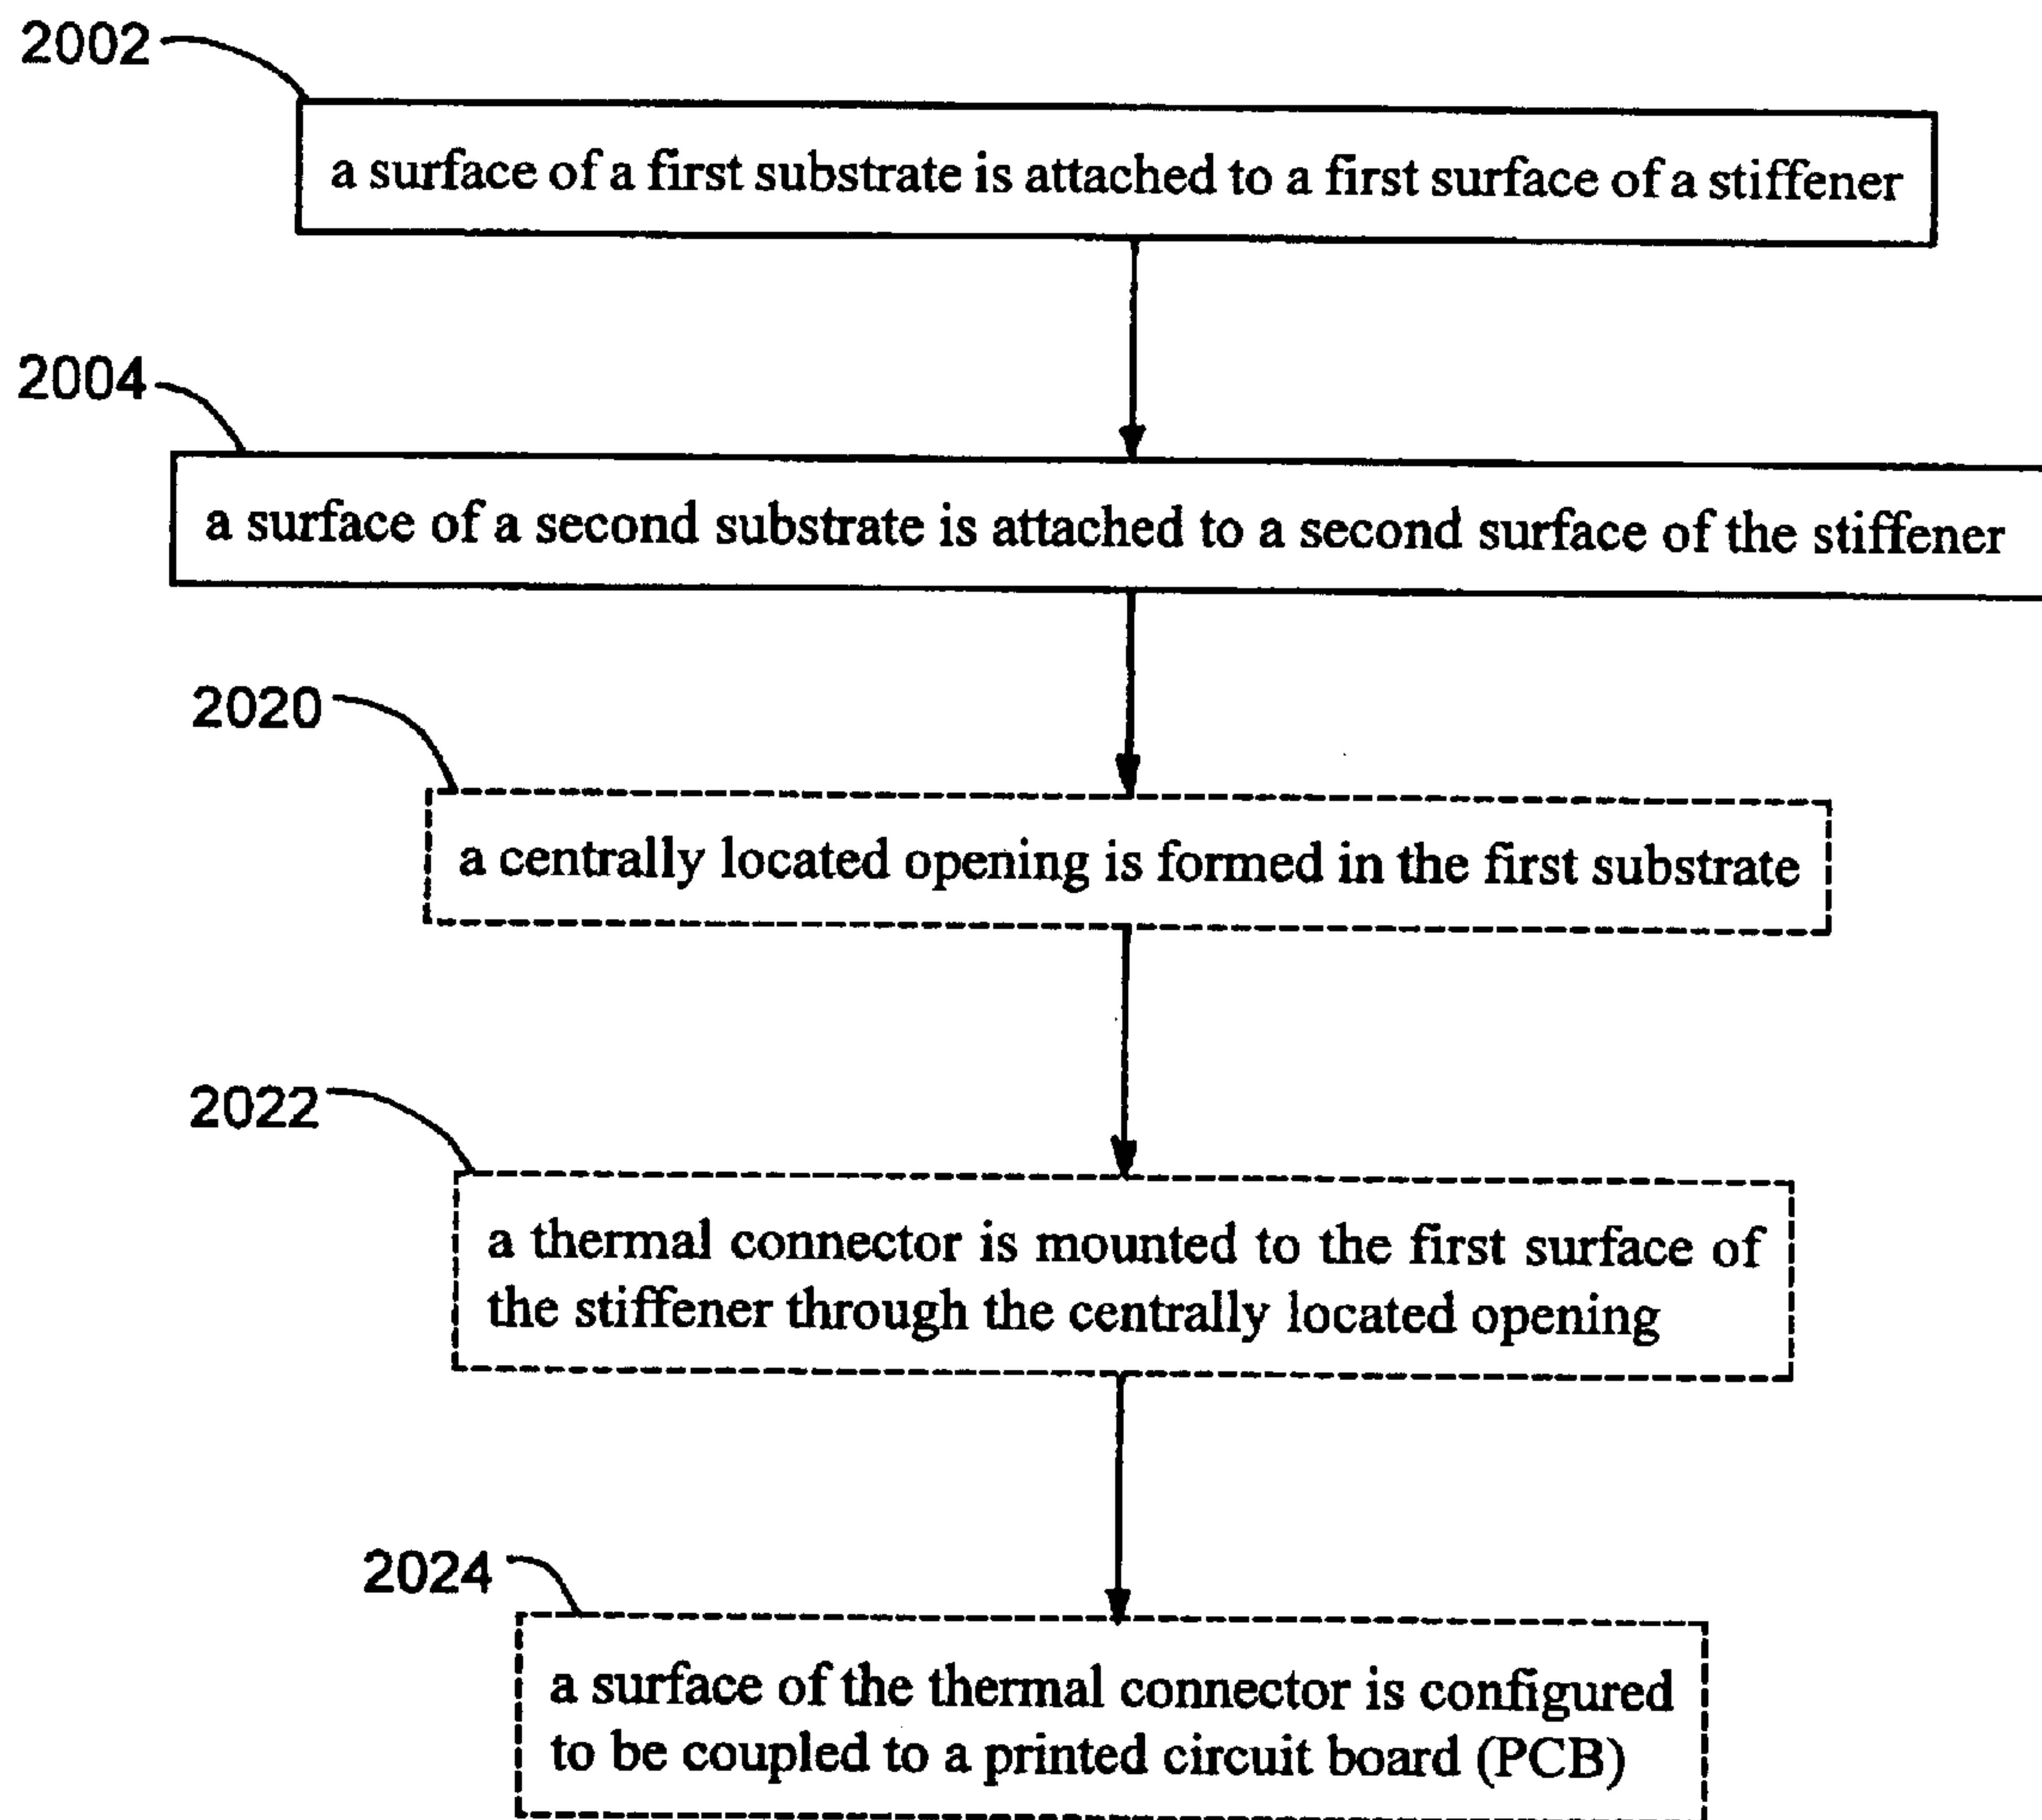 2002
a surface of a first substrate is attached to a first surface of a stiffener
2004
a surface of a second substrate is attached to a second surface of the stiffener
2020
a centrally located opening is formed in the first substrate
2022
a thermal connector is mounted to the first surface of
the stiffener through the centrally located opening
2024
a surface of the thermal connector is configured
to be coupled to a printed circuit board (PCB)